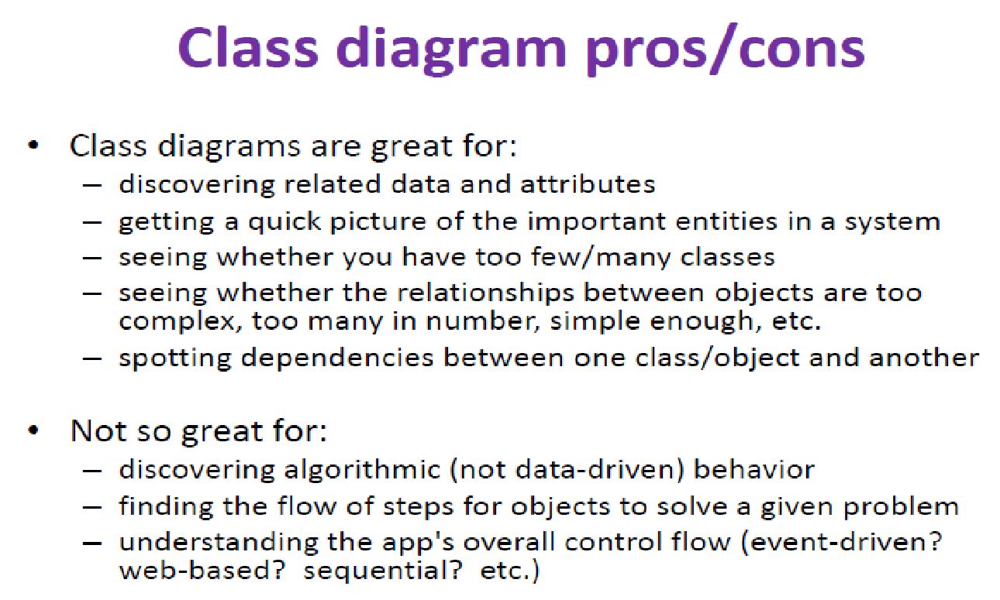 Class diagram pros/cons
• Class diagrams are great for:
– discovering related data and attributes
– getting a quick picture of the important entities in a system
– seeing whether you have too few/many classes
– seeing whether the relationships between objects are too
complex, too many in number, simple enough, etc.
– spotting dependencies between one class/object and another
• Not so great for:
– discovering algorithmic (not data-driven) behavior
– finding the flow of steps for objects to solve a given problem
– understanding the app's overall control flow (event-driven?
web-based? sequential? etc.)